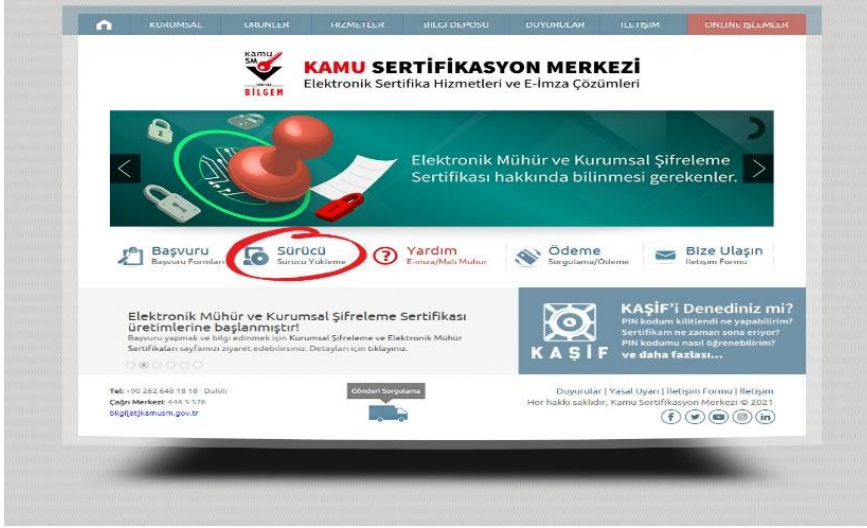 KURUMSAL
ÜRÜNLER
HİZMETLER
BİLGİ DEPOSU
DUYURULAR
İLETİŞİM
ONLINE İŞLEMLER
kamu
SM
BİLGEM
KAMU SERTİFİKASYON MERKEZİ
Elektronik Sertifika Hizmetleri ve E-İmza Çözümleri
Elektronik Mühür ve Kurumsal Şifreleme
Sertifikası hakkında bilinmesi gerekenler.
Başvuru
Başvuru Formları
Sürücü
Sürücü Yükleme
Yardım
E-imza/Mali Mühür
Ödeme
Sorgulama/Ödeme
Bize Ulaşın
İletişim Formu
Elektronik Mühür ve Kurumsal Şifreleme Sertifikası
üretimlerine başlanmıştır!
Başvuru yapmak ve bilgi edinmek için Kurumsal Şifreleme ve Elektronik Mühür
Sertifikaları sayfamızı ziyaret edebilirsiniz. Detayları için tıklayınız.
KAŞİF
KAŞİF'i Denediniz mi?
PIN kodum kilitlendi ne yapabilirim?
Sertifikam ne zaman sona eriyor?
PIN kodumu nasıl öğrenebilirim?
ve daha fazlası...
Tel: +90 262 648 18 18 - Dahili
Çağrı Merkezi: 444 5 576
bilgi[at]kamusm.gov.tr
Gönderi Sorgulama
Duyurular | Yasal Uyarı | İletişim Formu | İletişim
Her hakkı saklıdır, Kamu Sertifikasyon Merkezi © 2021